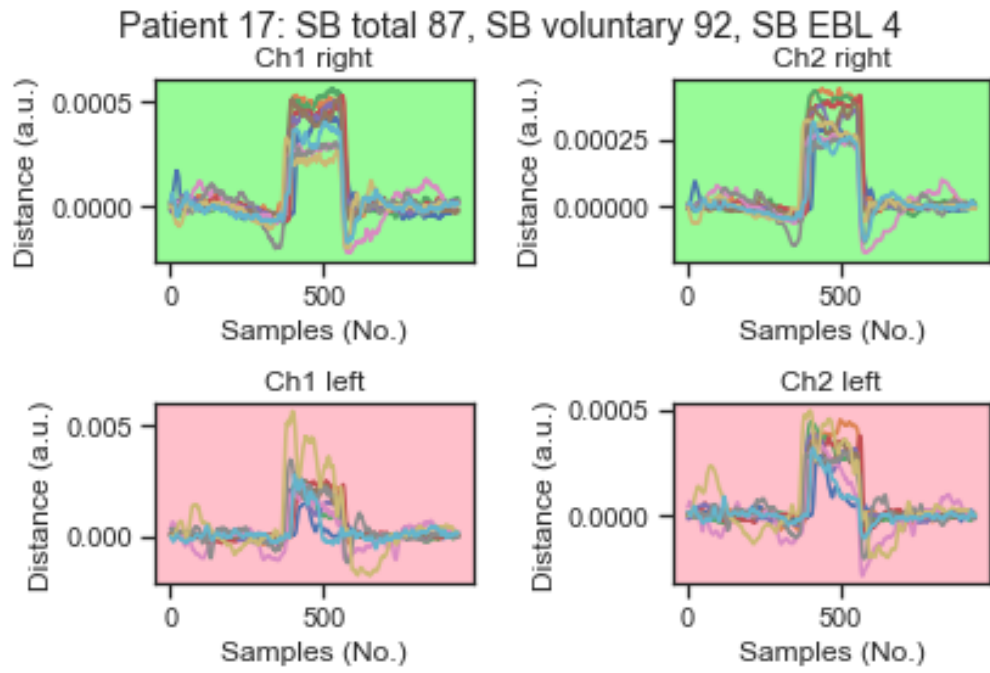 Patient 17: SB total 87, SB voluntary 92, SB EBL 4
Ch1 right
Distance (a.u.)
0.0005
0.0000
0
500
Samples (No.)
Ch2 right
Distance (a.u.)
0.00025
0.00000
0
500
Samples (No.)
Ch1 left
Distance (a.u.)
0.005
0.000
0
500
Samples (No.)
Ch2 left
Distance (a.u.)
0.0005
0.0000
0
500
Samples (No.)